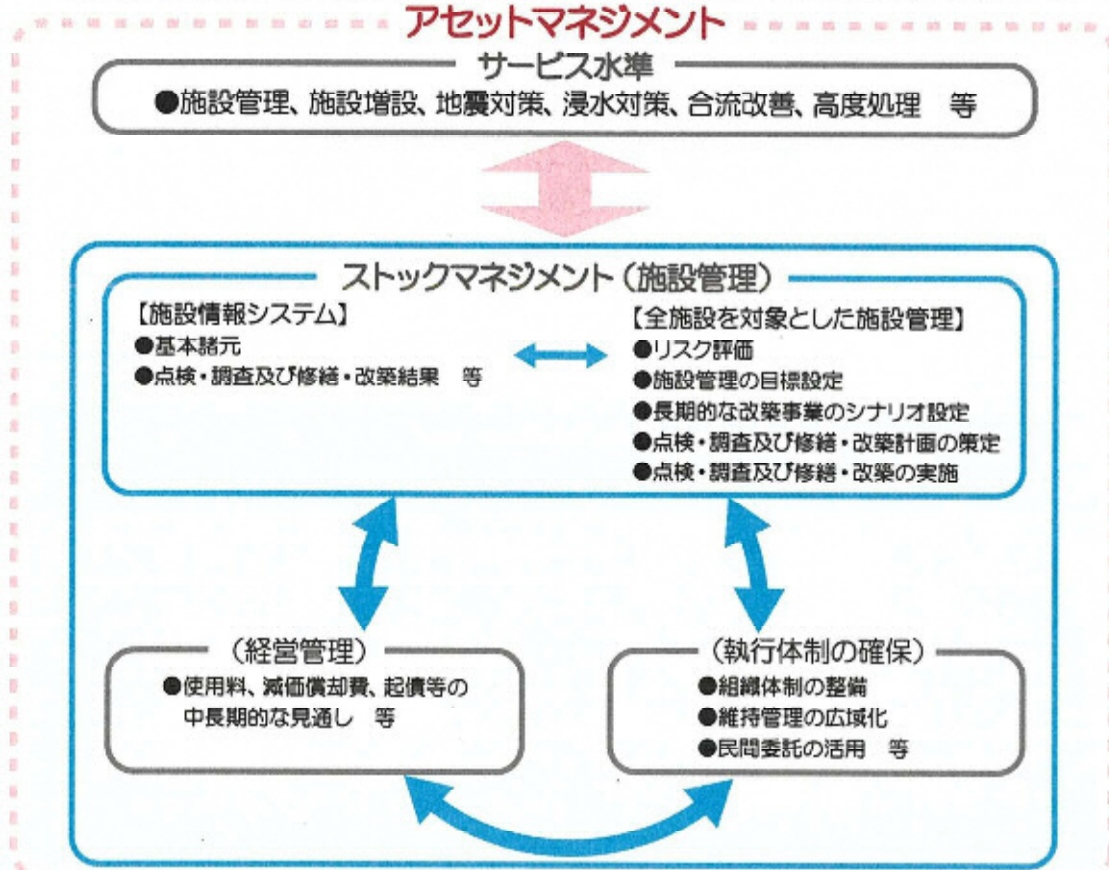 アセットマネジメント
サービス水準
●施設管理、施設増設、地震対策、浸水対策、合流改善、高度処理　等
ストックマネジメント（施設管理）
【施設情報システム】
●基本諸元
●点検・調査及び修繕・改築結果　等
【全施設を対象とした施設管理】
●リスク評価
●施設管理の目標設定
●長期的な改築事業のシナリオ設定
●点検・調査及び修繕・改築計画の策定
●点検・調査及び修繕・改築の実施
（経営管理）
●使用料、減価償却費、起債等の
中長期的な見通し　等
（執行体制の確保）
●組織体制の整備
●維持管理の広域化
●民間委託の活用　等